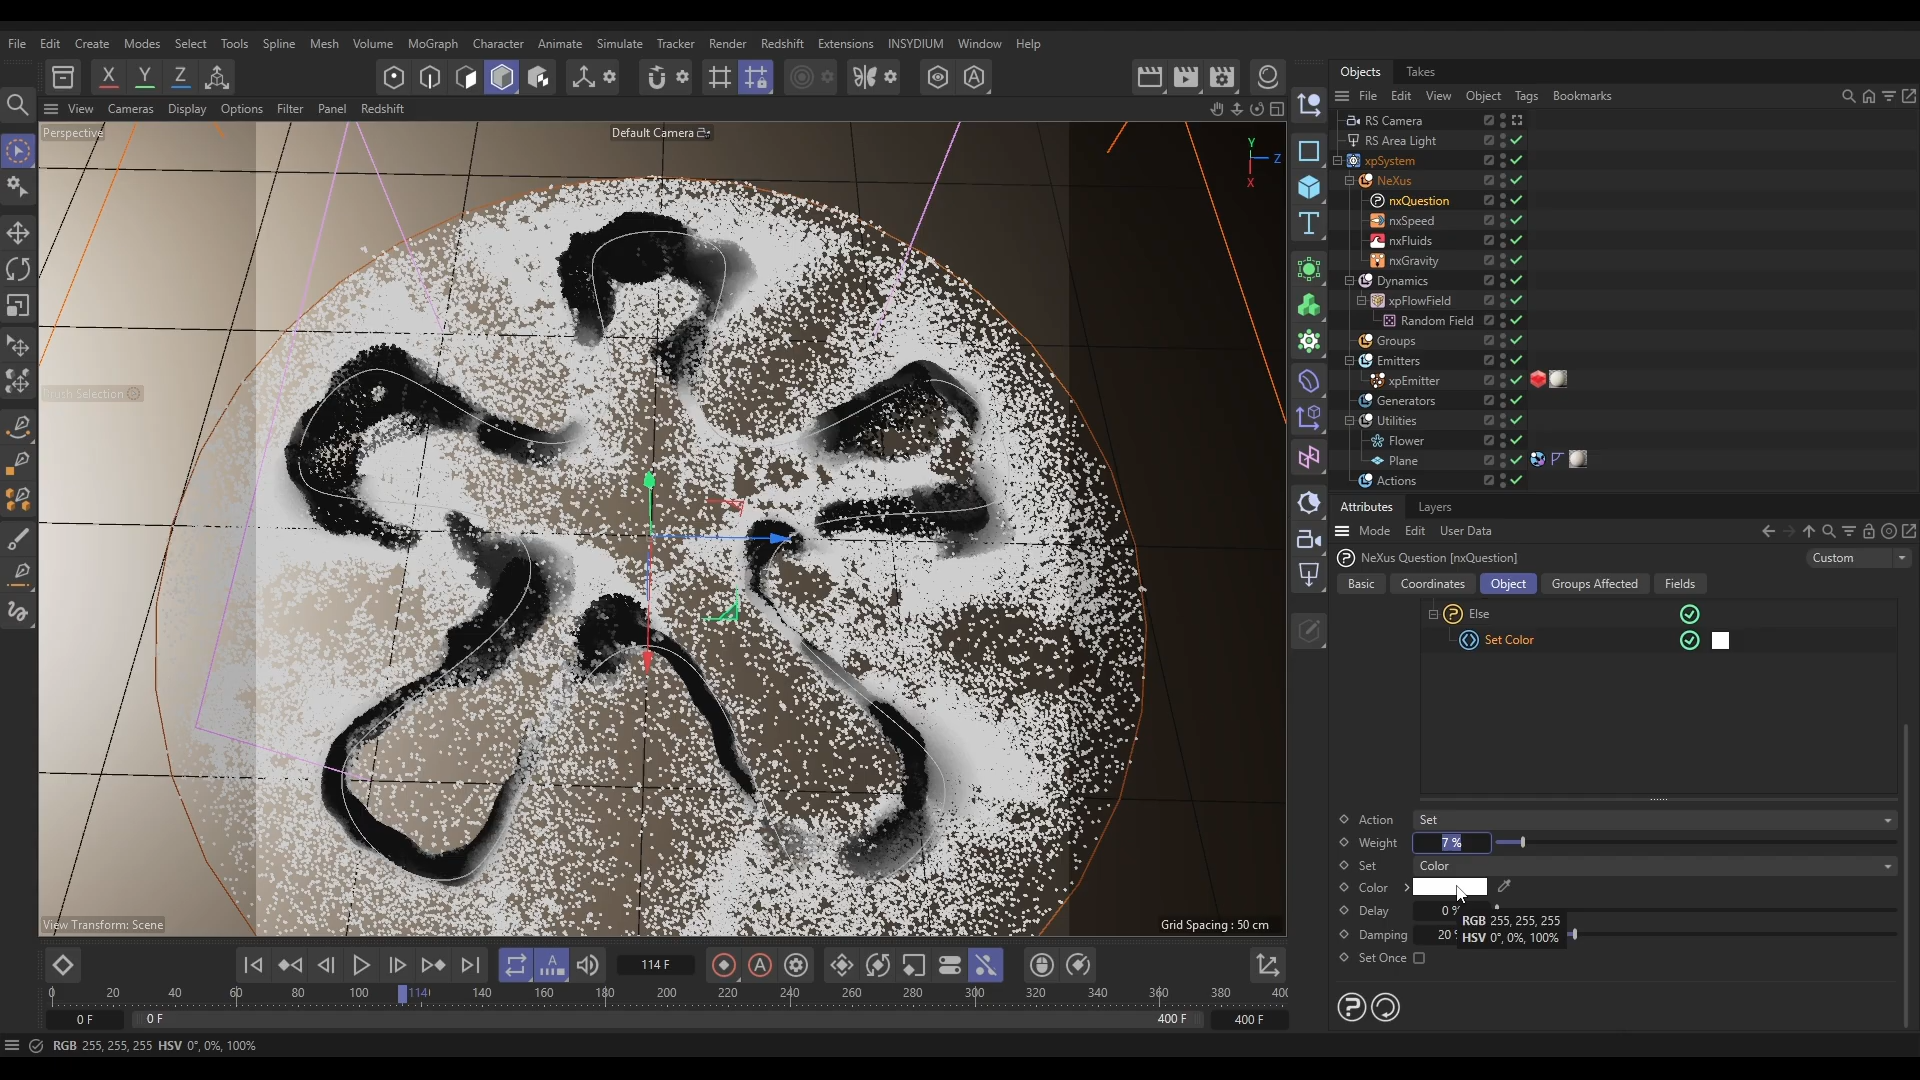 File Edit Create Modes Select Tools Spline Mesh Volume MoGraph Character Animate Simulate Tracker Render Redshift Extensions INSYDIUM Window Help
X Y Z
View Cameras Display Options Filter Panel Redshift
Perspective
Default Camera
Y
Z
X
Brush Selection
View Transform: Scene
Grid Spacing : 50 cm
Objects Takes
File Edit View Object Tags Bookmarks
RS Camera
RS Area Light
xpSystem
NeXus
nxQuestion
nxSpeed
nxFluids
nxGravity
Dynamics
xpFlowField
Random Field
Groups
Emitters
xpEmitter
Generators
Utilities
Flower
Plane
Actions
Attributes Layers
Mode Edit User Data
NeXus Question [nxQuestion]
Custom
Basic Coordinates Object Groups Affected Fields
Else
Set Color
Action Set
Weight 7 %
Set Color
Color
Delay 0 %
RGB 255, 255, 255
Damping 20
HSV 0°, 0%, 100%
Set Once
114 F
0 20 40 60 80 100 114 140 160 180 200 220 240 260 280 300 320 340 360 380 40
0 F 0 F 400 F 400 F
RGB 255, 255, 255 HSV 0°, 0%, 100%